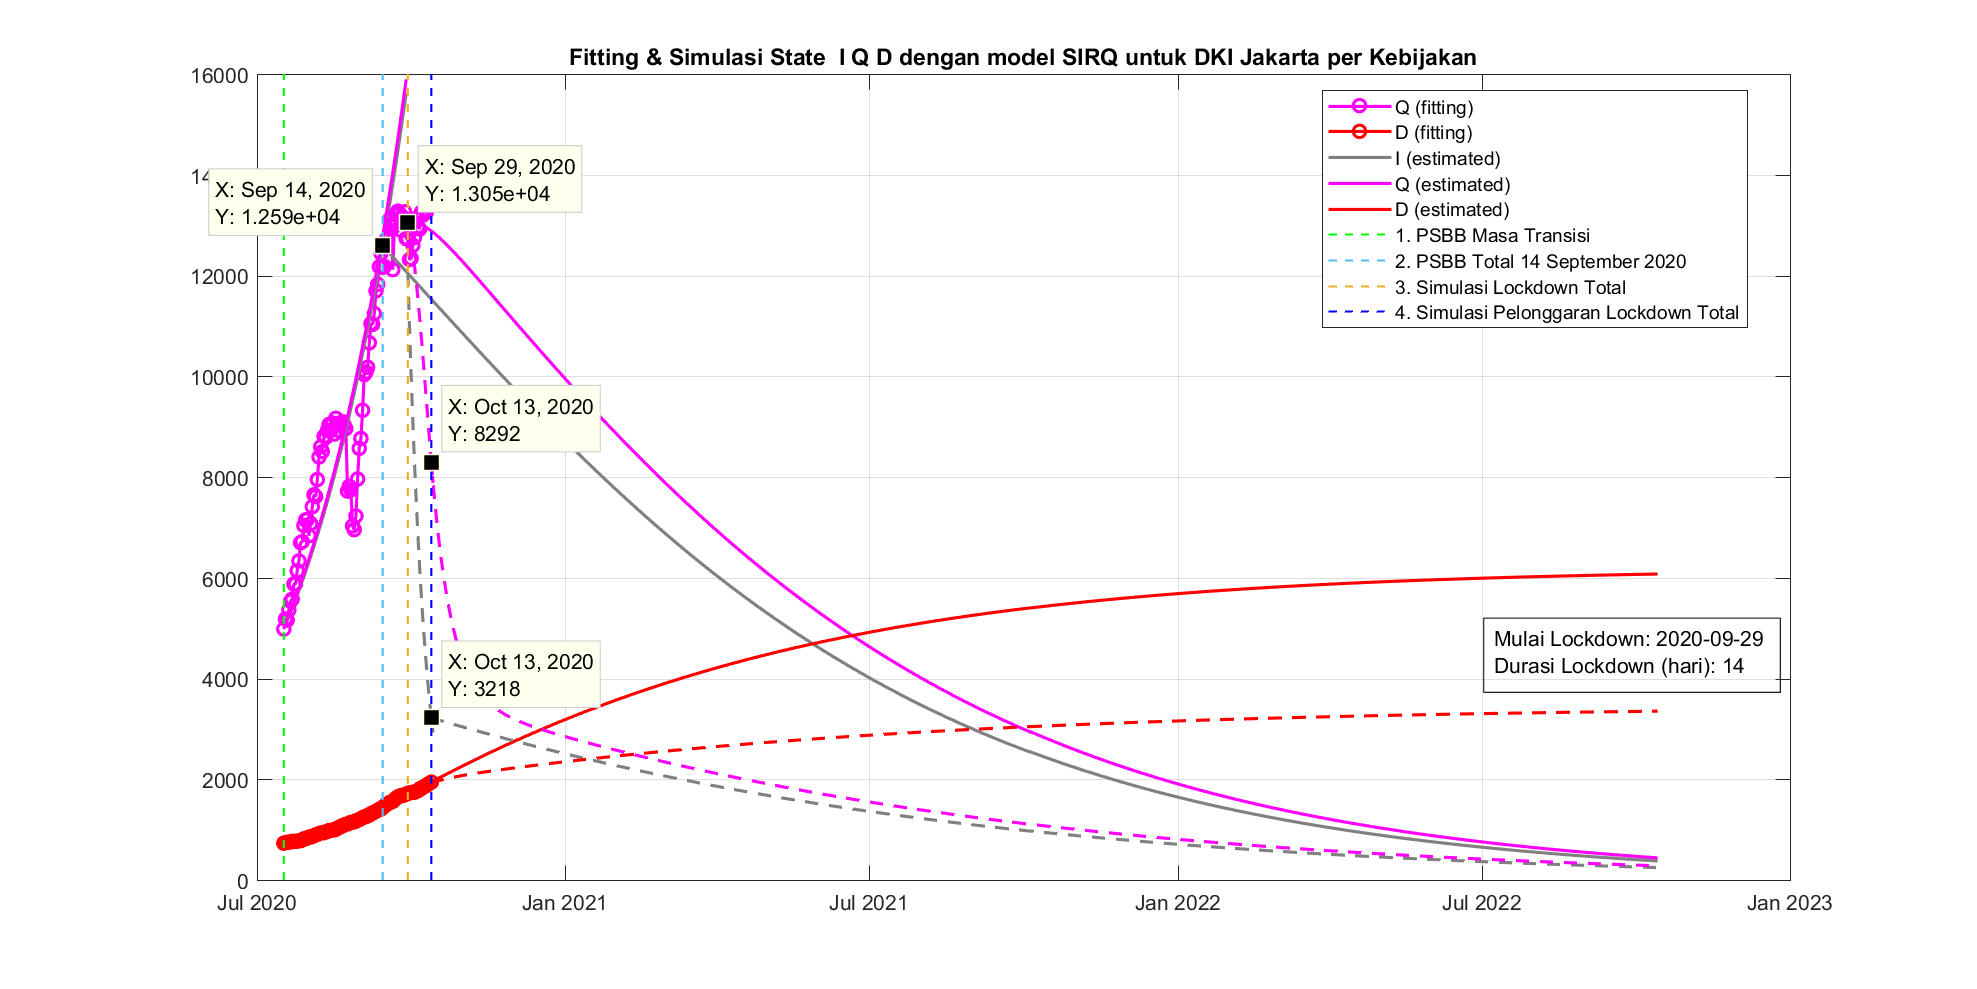 Fitting & Simulasi State  I Q D dengan model SIRQ untuk DKI Jakarta per Kebijakan
16000
14
12000
10000
8000
6000
4000
2000
0
X: Sep 14, 2020
Y: 1.259e+04
X: Sep 29, 2020
Y: 1.305e+04
X: Oct 13, 2020
Y: 8292
X: Oct 13, 2020
Y: 3218
Q (fitting)
D (fitting)
I (estimated)
Q (estimated)
D (estimated)
1. PSBB Masa Transisi
2. PSBB Total 14 September 2020
3. Simulasi Lockdown Total
4. Simulasi Pelonggaran Lockdown Total
Mulai Lockdown: 2020-09-29
Durasi Lockdown (hari): 14
Jul 2020
Jan 2021
Jul 2021
Jan 2022
Jul 2022
Jan 2023